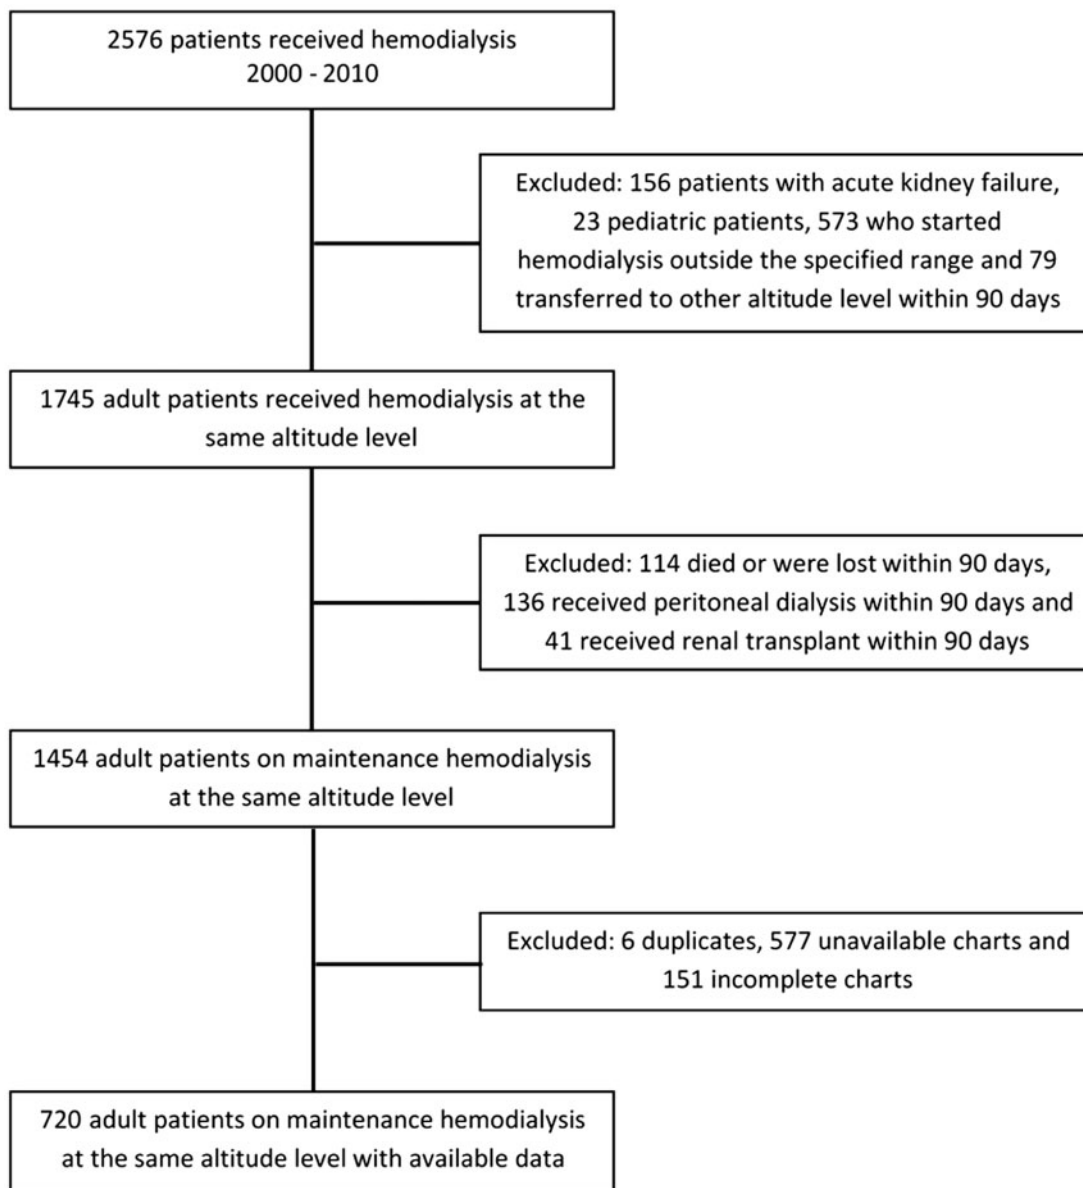 2576 patients received hemodialysis
2000 - 2010
Excluded: 156 patients with acute kidney failure,
23 pediatric patients, 573 who started
hemodialysis outside the specified range and 79
transferred to other altitude level within 90 days
1745 adult patients received hemodialysis at the
same altitude level
Excluded: 114 died or were lost within 90 days,
136 received peritoneal dialysis within 90 days and
41 received renal transplant within 90 days
1454 adult patients on maintenance hemodialysis
at the same altitude level
Excluded: 6 duplicates, 577 unavailable charts and
151 incomplete charts
720 adult patients on maintenance hemodialysis
at the same altitude level with available data